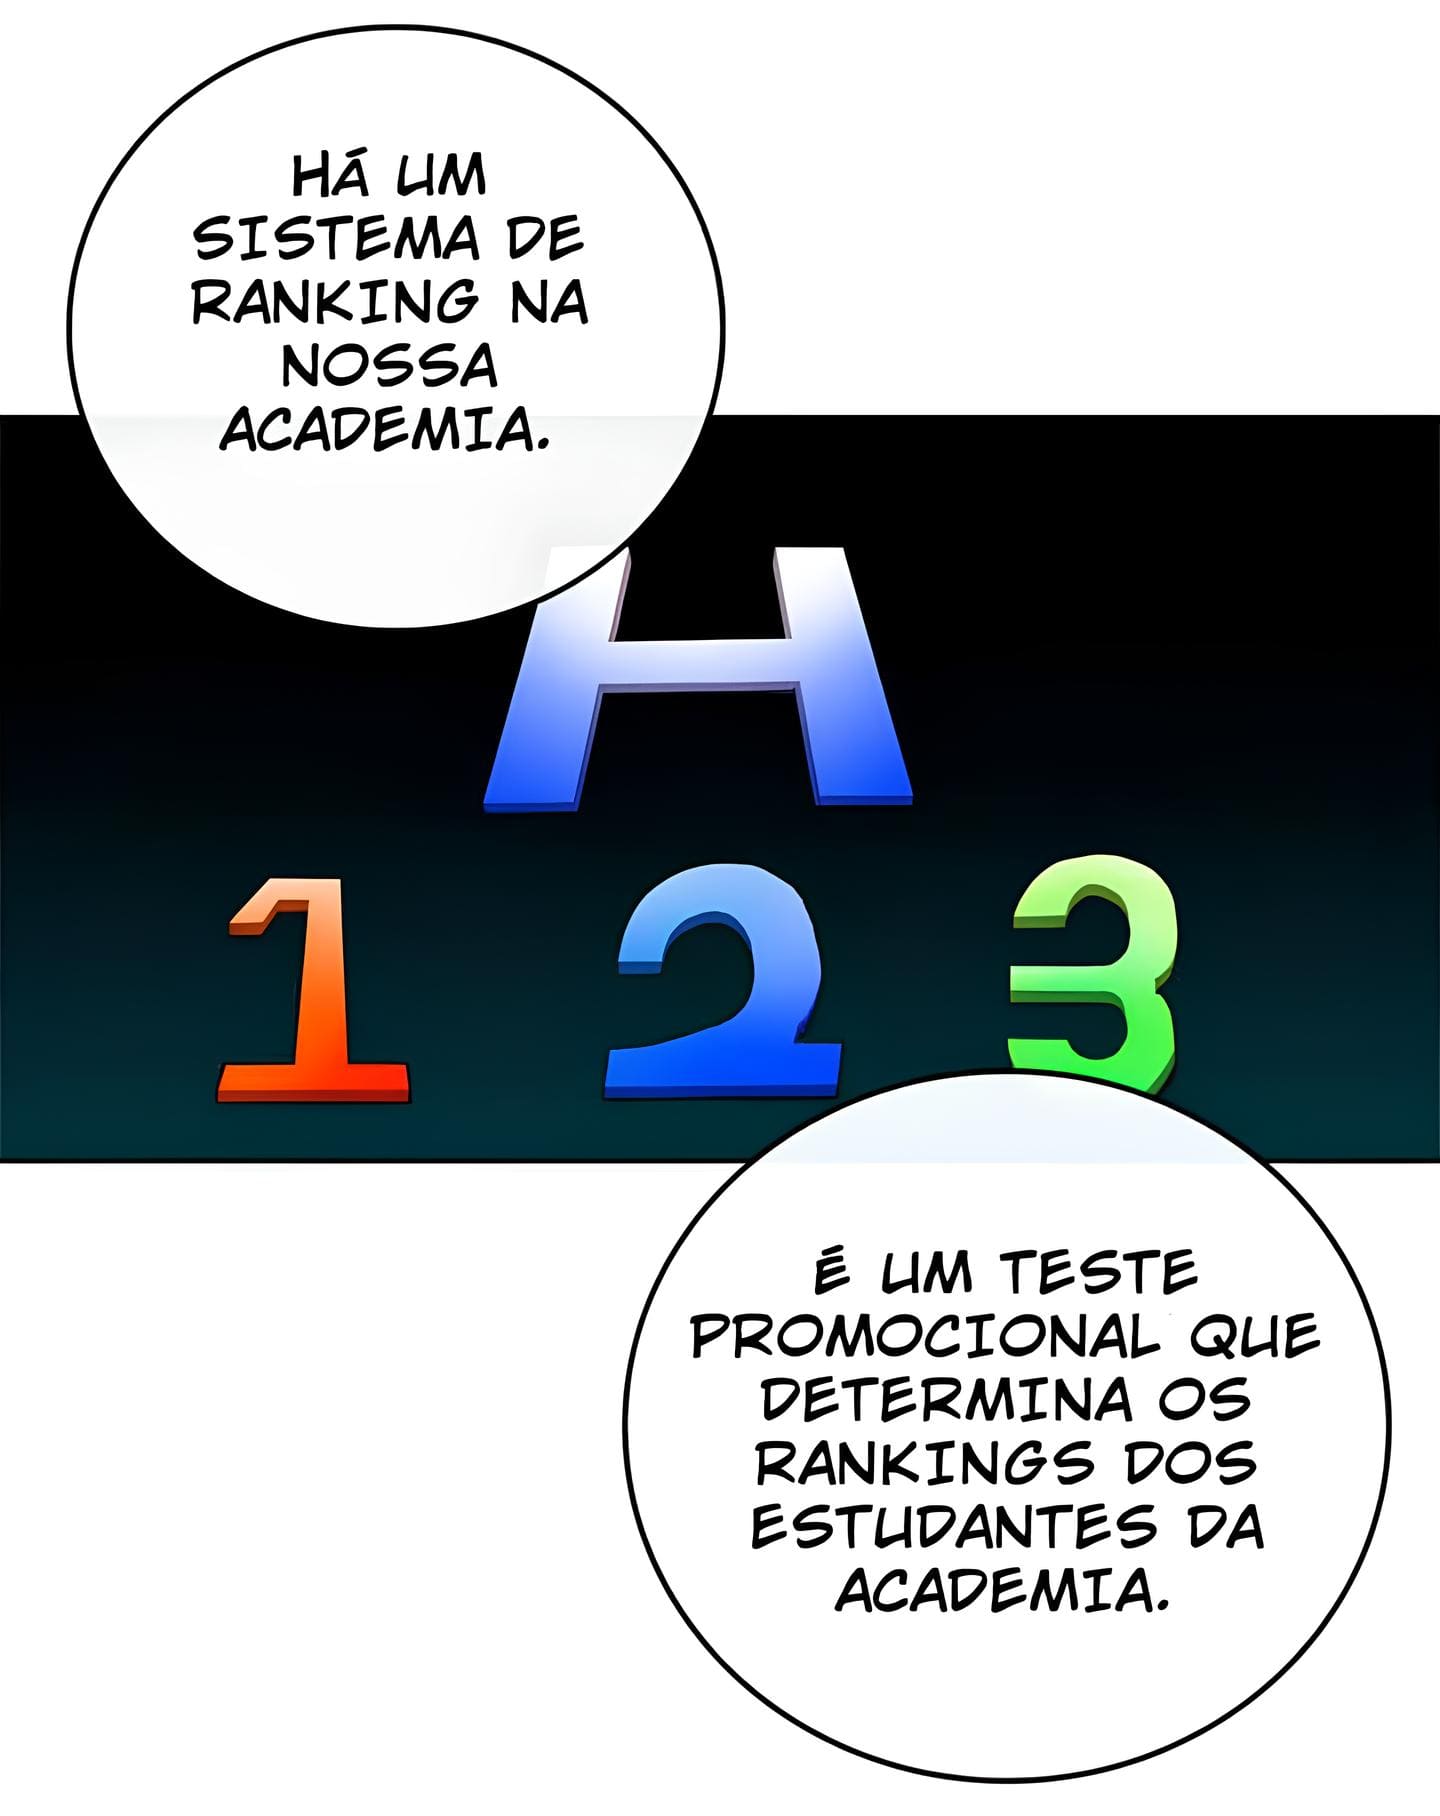 HÁ UM
SISTEMA DE
RANKING NA
NOSSA
ACADEMIA.
H
1 2 3
É UM TESTE
PROMOCIONAL QUE
DETERMINA OS
RANKINGS DOS
ESTUDANTES DA
ACADEMIA.